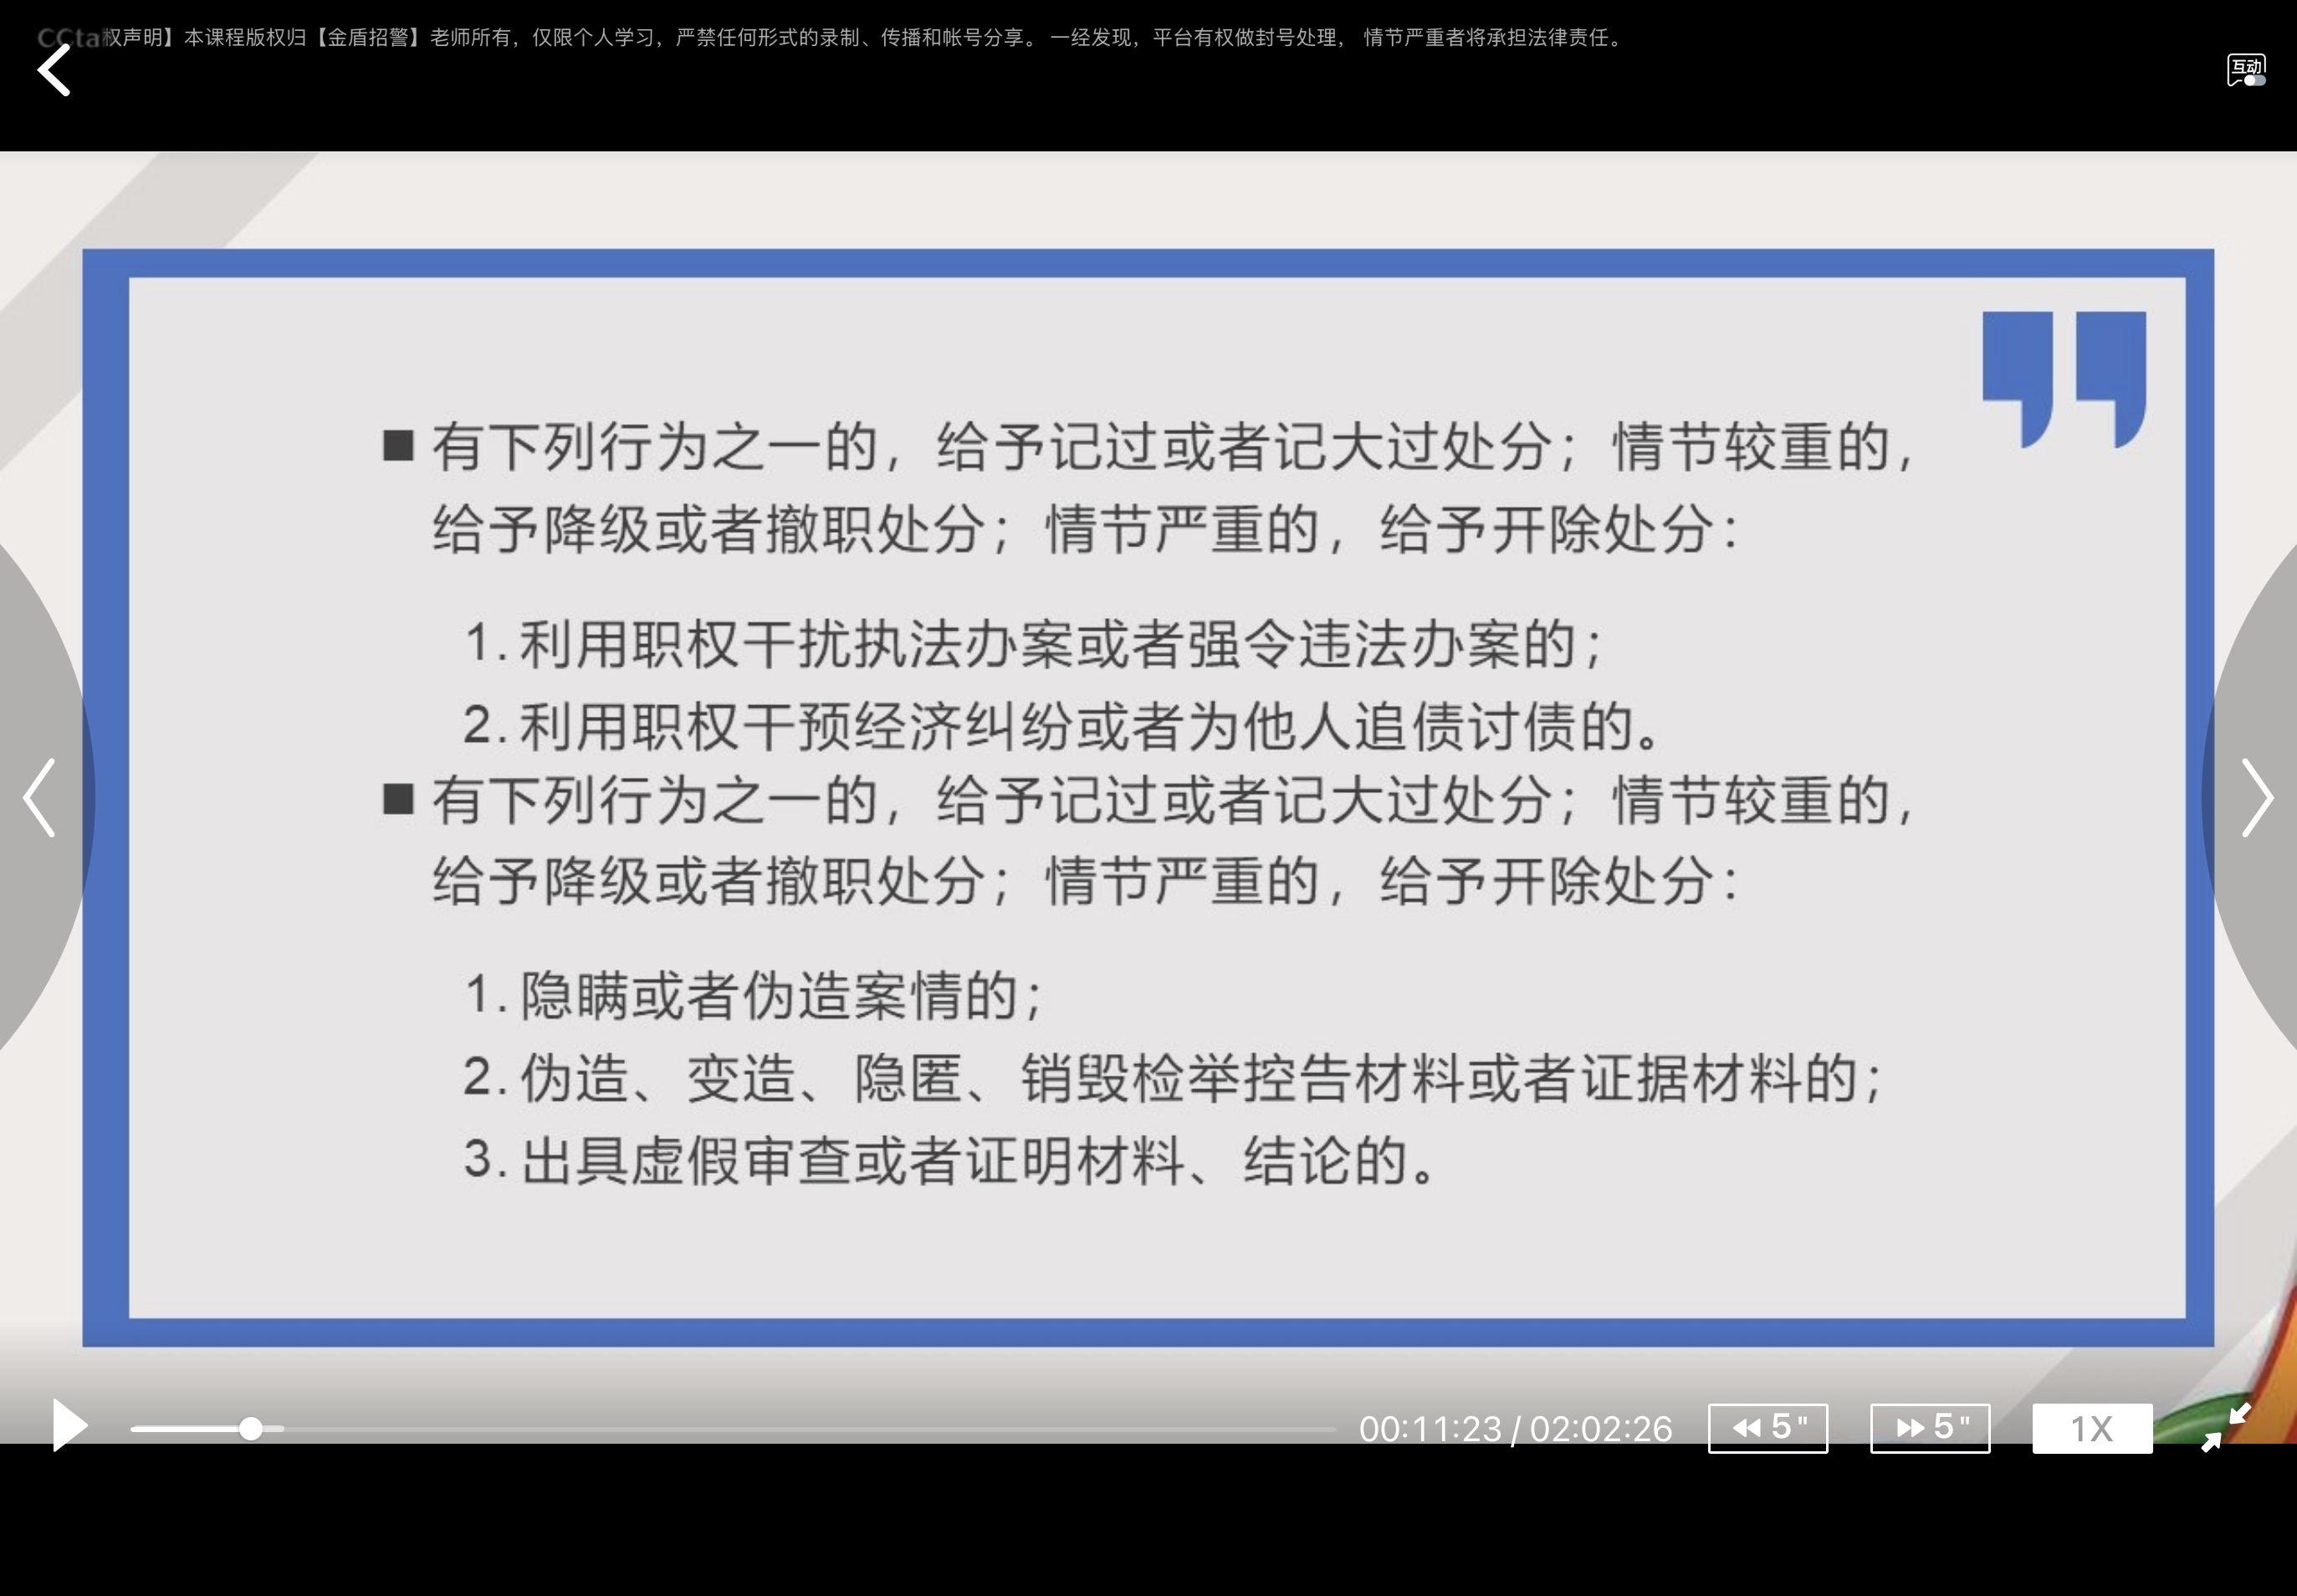 权声明】本课程版权归【金盾招警】老师所有，仅限个人学习，严禁任何形式的录制、传播和帐号分享。 一经发现，平台有权做封号处理， 情节严重者将承担法律责任。
互动
■ 有下列行为之一的，给予记过或者记大过处分；情节较重的，
给予降级或者撤职处分；情节严重的，给予开除处分：
1. 利用职权干扰执法办案或者强令违法办案的；
2. 利用职权干预经济纠纷或者为他人追债讨债的。
■ 有下列行为之一的，给予记过或者记大过处分；情节较重的，
给予降级或者撤职处分；情节严重的，给予开除处分：
1. 隐瞒或者伪造案情的；
2. 伪造、变造、隐匿、销毁检举控告材料或者证据材料的；
3. 出具虚假审查或者证明材料、结论的。
00:11:23 / 02:02:26 5" 5" 1X